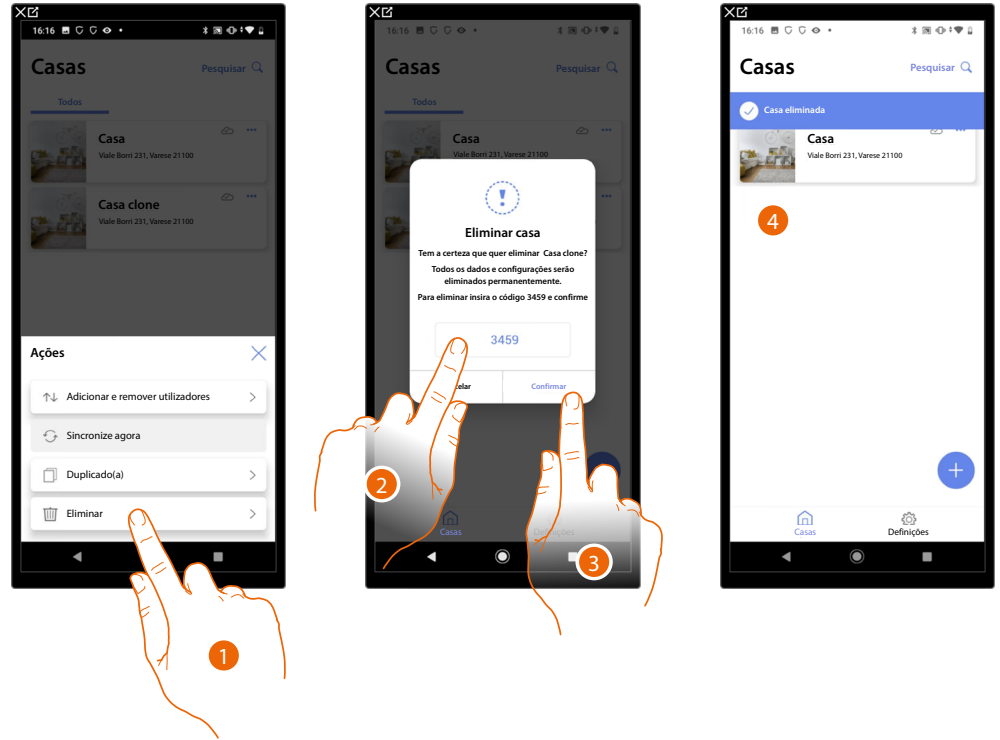 16:16
Casas
Pesquisar
Todos
Casa
Viale Borri 231, Varese 21100
Casa clone
Viale Borri 231, Varese 21100
Ações
Adicionar e remover utilizadores
Sincronize agora
Duplicado(a)
Eliminar
1
16:16
Casas
Pesquisar
Todos
Casa
Viale Borri 231, Varese 21100
Eliminar casa
Tem a certeza que quer eliminar Casa clone?
Todos os dados e configurações serão
eliminados permanentemente.
Para eliminar insira o código 3459 e confirme
3459
elar
Confirmar
2
Casas
Definições
3
16:16
Casas
Pesquisar
Casa eliminada
Casa
Viale Borri 231, Varese 21100
4
Casas
Definições